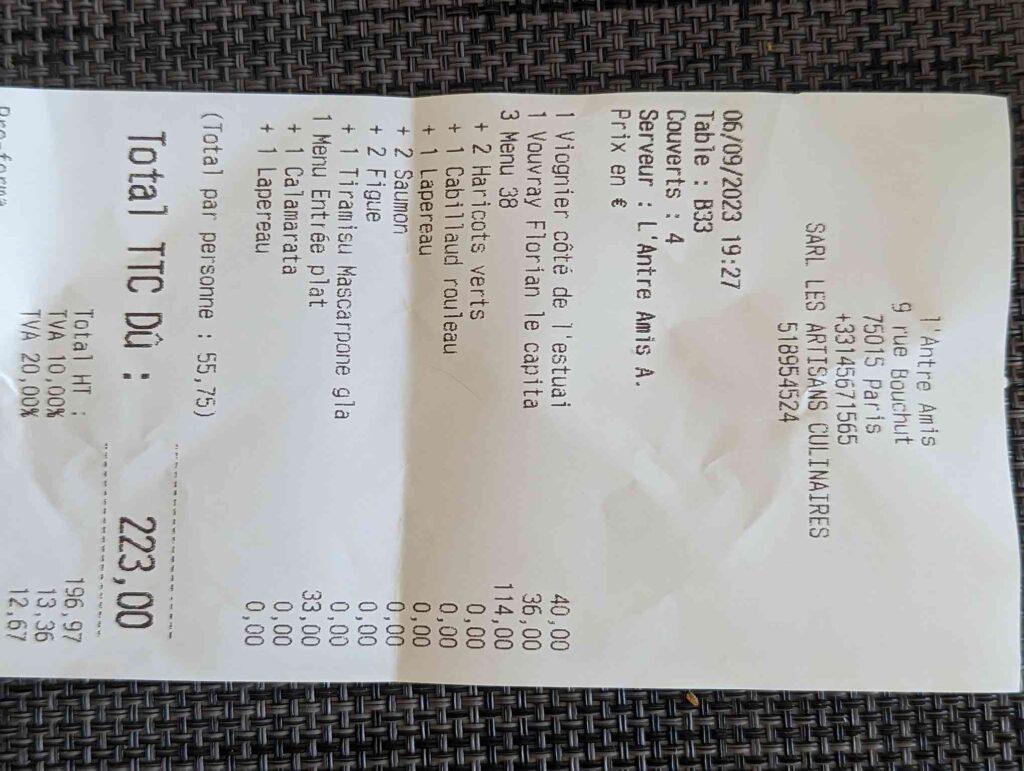 l'Antre Amis
9 rue Bouchut
75015 Paris
+33145671565
SARL LES ARTISANS CULINAIRES
518954524
06/09/2023 19:27
Table : B33
Couverts : 4
Serveur : L'Antre Amis A.
Prix en €
1 Viognier côté de l'estuai 40,00
1 Vouvray Florian le capita 36,00
3 Menu 38 114,00
+ 2 Haricots verts 0,00
+ 1 Cabillaud rouleau 0,00
+ 1 Lapereau 0,00
+ 2 Saumon 0,00
+ 2 Figue 0,00
+ 1 Tiramisu Mascarpone gla 0,00
1 Menu Entrée plat 33,00
+ 1 Calamarata 0,00
+ 1 Lapereau 0,00
(Total par personne : 55,75)
Total TTC Dû : 223,00
Total HT : 196,97
TVA 10,00% 13,36
TVA 20,00% 12,67